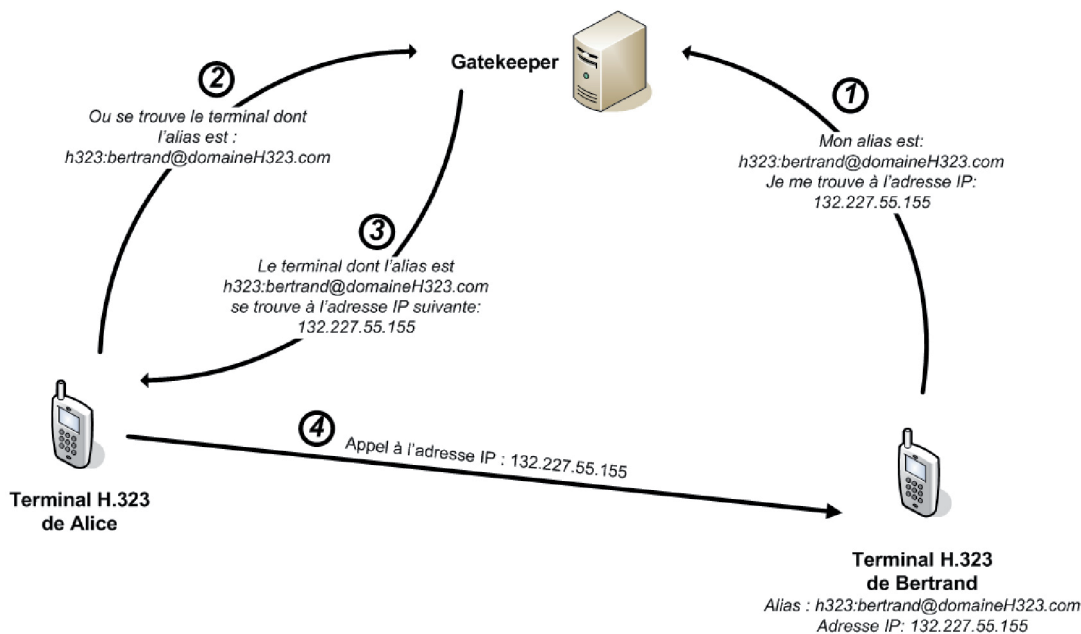 Gatekeeper
2
Ou se trouve le terminal dont
l'alias est :
h323:bertrand@domaineH323.com
1
Mon alias est:
h323:bertrand@domaineH323.com
Je me trouve à l'adresse IP:
132.227.55.155
3
Le terminal dont l'alias est
h323:bertrand@domaineH323.com
se trouve à l'adresse IP suivante:
132.227.55.155
4
Appel à l'adresse IP : 132.227.55.155
Terminal H.323
de Alice
Terminal H.323
de Bertrand
Alias : h323:bertrand@domaineH323.com
Adresse IP: 132.227.55.155